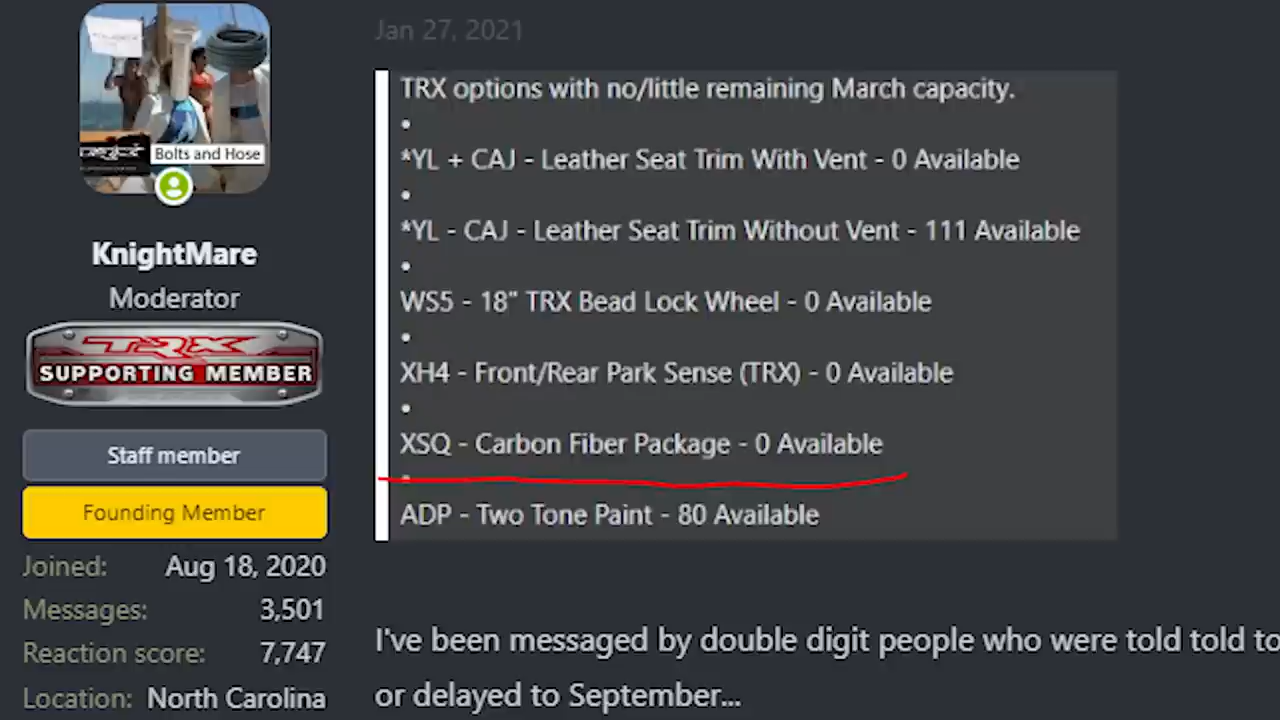 Bolts and Hose
KnightMare
Moderator
TRX
SUPPORTING MEMBER
Staff member
Founding Member
Joined: Aug 18, 2020
Messages: 3,501
Reaction score: 7,747
Location: North Carolina
Jan 27, 2021
TRX options with no/little remaining March capacity.
•
*YL + CAJ - Leather Seat Trim With Vent - 0 Available
•
*YL - CAJ - Leather Seat Trim Without Vent - 111 Available
•
WS5 - 18" TRX Bead Lock Wheel - 0 Available
•
XH4 - Front/Rear Park Sense (TRX) - 0 Available
•
XSQ - Carbon Fiber Package - 0 Available
•
ADP - Two Tone Paint - 80 Available
I've been messaged by double digit people who were told told to
or delayed to September...